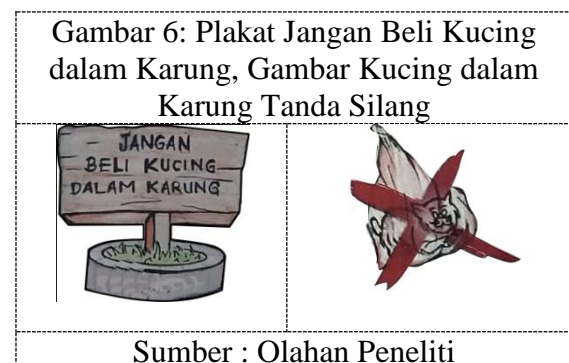 Gambar 6: Plakat Jangan Beli Kucing
dalam Karung, Gambar Kucing dalam
Karung Tanda Silang
JANGAN
BELI KUCING
DALAM KARUNG
Sumber : Olahan Peneliti